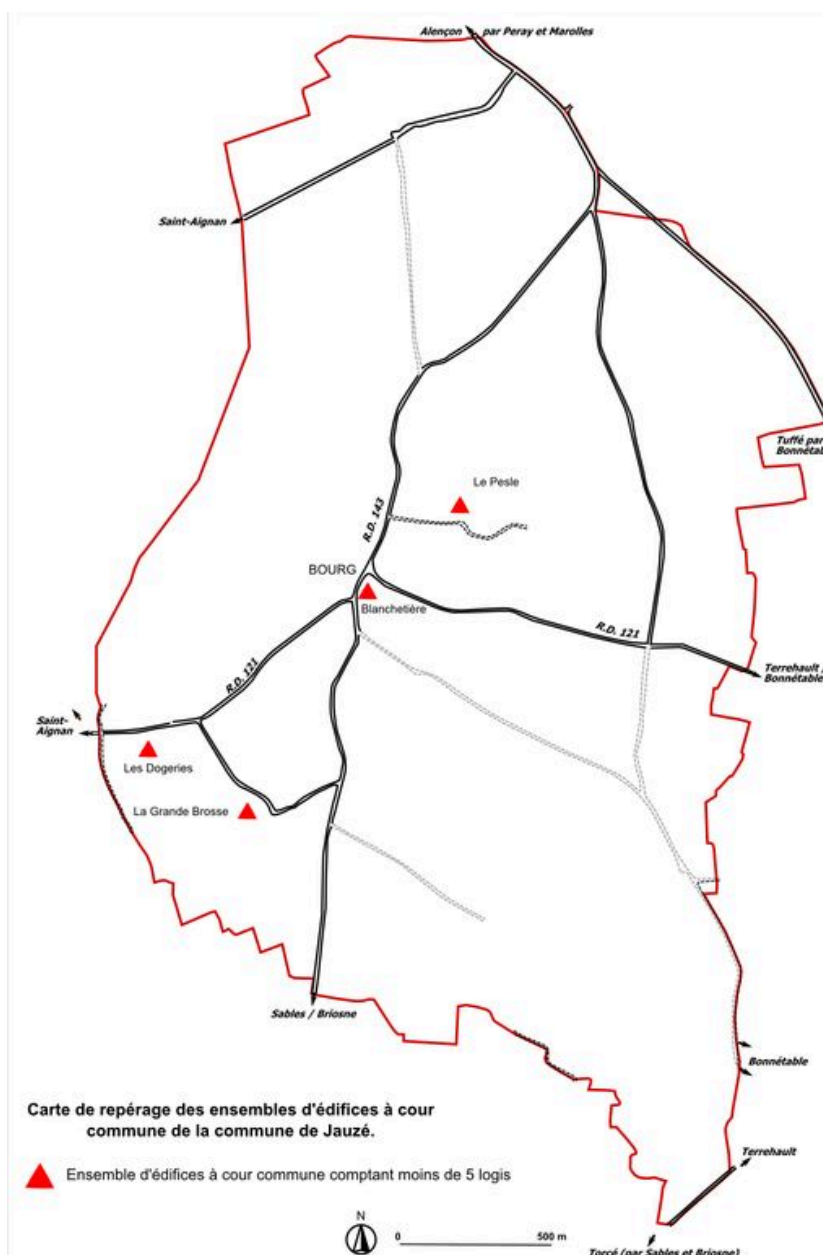 Alençon par Peray et Marolles
Saint-Aignan
Tuffé par
Bonnétab
Le Pesle
R.D. 143
BOURG
Blanchetière
R.D. 121
R.D. 121
Terrehault /
Bonnétable
Saint-
Aignan
Les Dogeries
La Grande Brosse
Sables / Briosne
Bonnétable
Carte de repérage des ensembles d'édifices à cour
commune de la commune de Jauzé.
Terrehault
Ensemble d'édifices à cour commune comptant moins de 5 logis
N
0 500 m
Torcé (par Sables et Briosne)